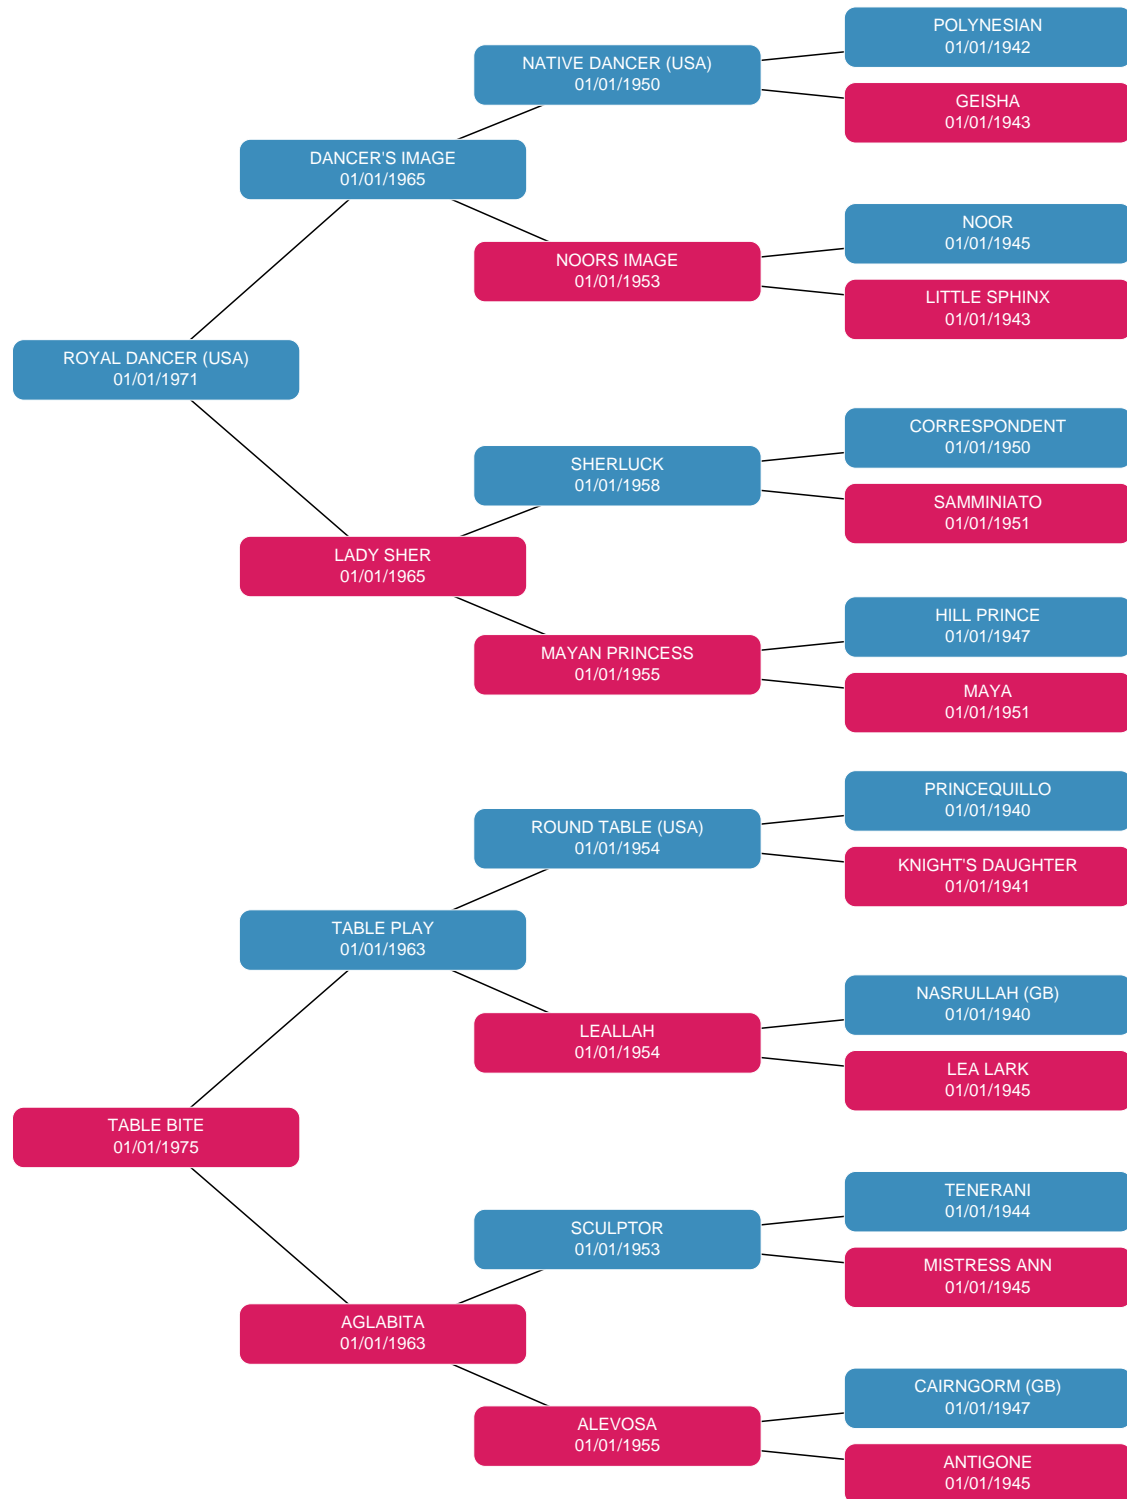 POLYNESIAN
01/01/1942
NATIVE DANCER (USA)
01/01/1950
GEISHA
01/01/1943
DANCER'S IMAGE
01/01/1965
NOOR
01/01/1945
NOORS IMAGE
01/01/1953
LITTLE SPHINX
01/01/1943
ROYAL DANCER (USA)
01/01/1971
CORRESPONDENT
01/01/1950
SHERLUCK
01/01/1958
SAMMINIATO
01/01/1951
LADY SHER
01/01/1965
HILL PRINCE
01/01/1947
MAYAN PRINCESS
01/01/1955
MAYA
01/01/1951
PRINCEQUILLO
01/01/1940
ROUND TABLE (USA)
01/01/1954
KNIGHT'S DAUGHTER
01/01/1941
TABLE PLAY
01/01/1963
NASRULLAH (GB)
01/01/1940
LEALLAH
01/01/1954
LEA LARK
01/01/1945
TABLE BITE
01/01/1975
TENERANI
01/01/1944
SCULPTOR
01/01/1953
MISTRESS ANN
01/01/1945
AGLABITA
01/01/1963
CAIRNGORM (GB)
01/01/1947
ALEVOSA
01/01/1955
ANTIGONE
01/01/1945